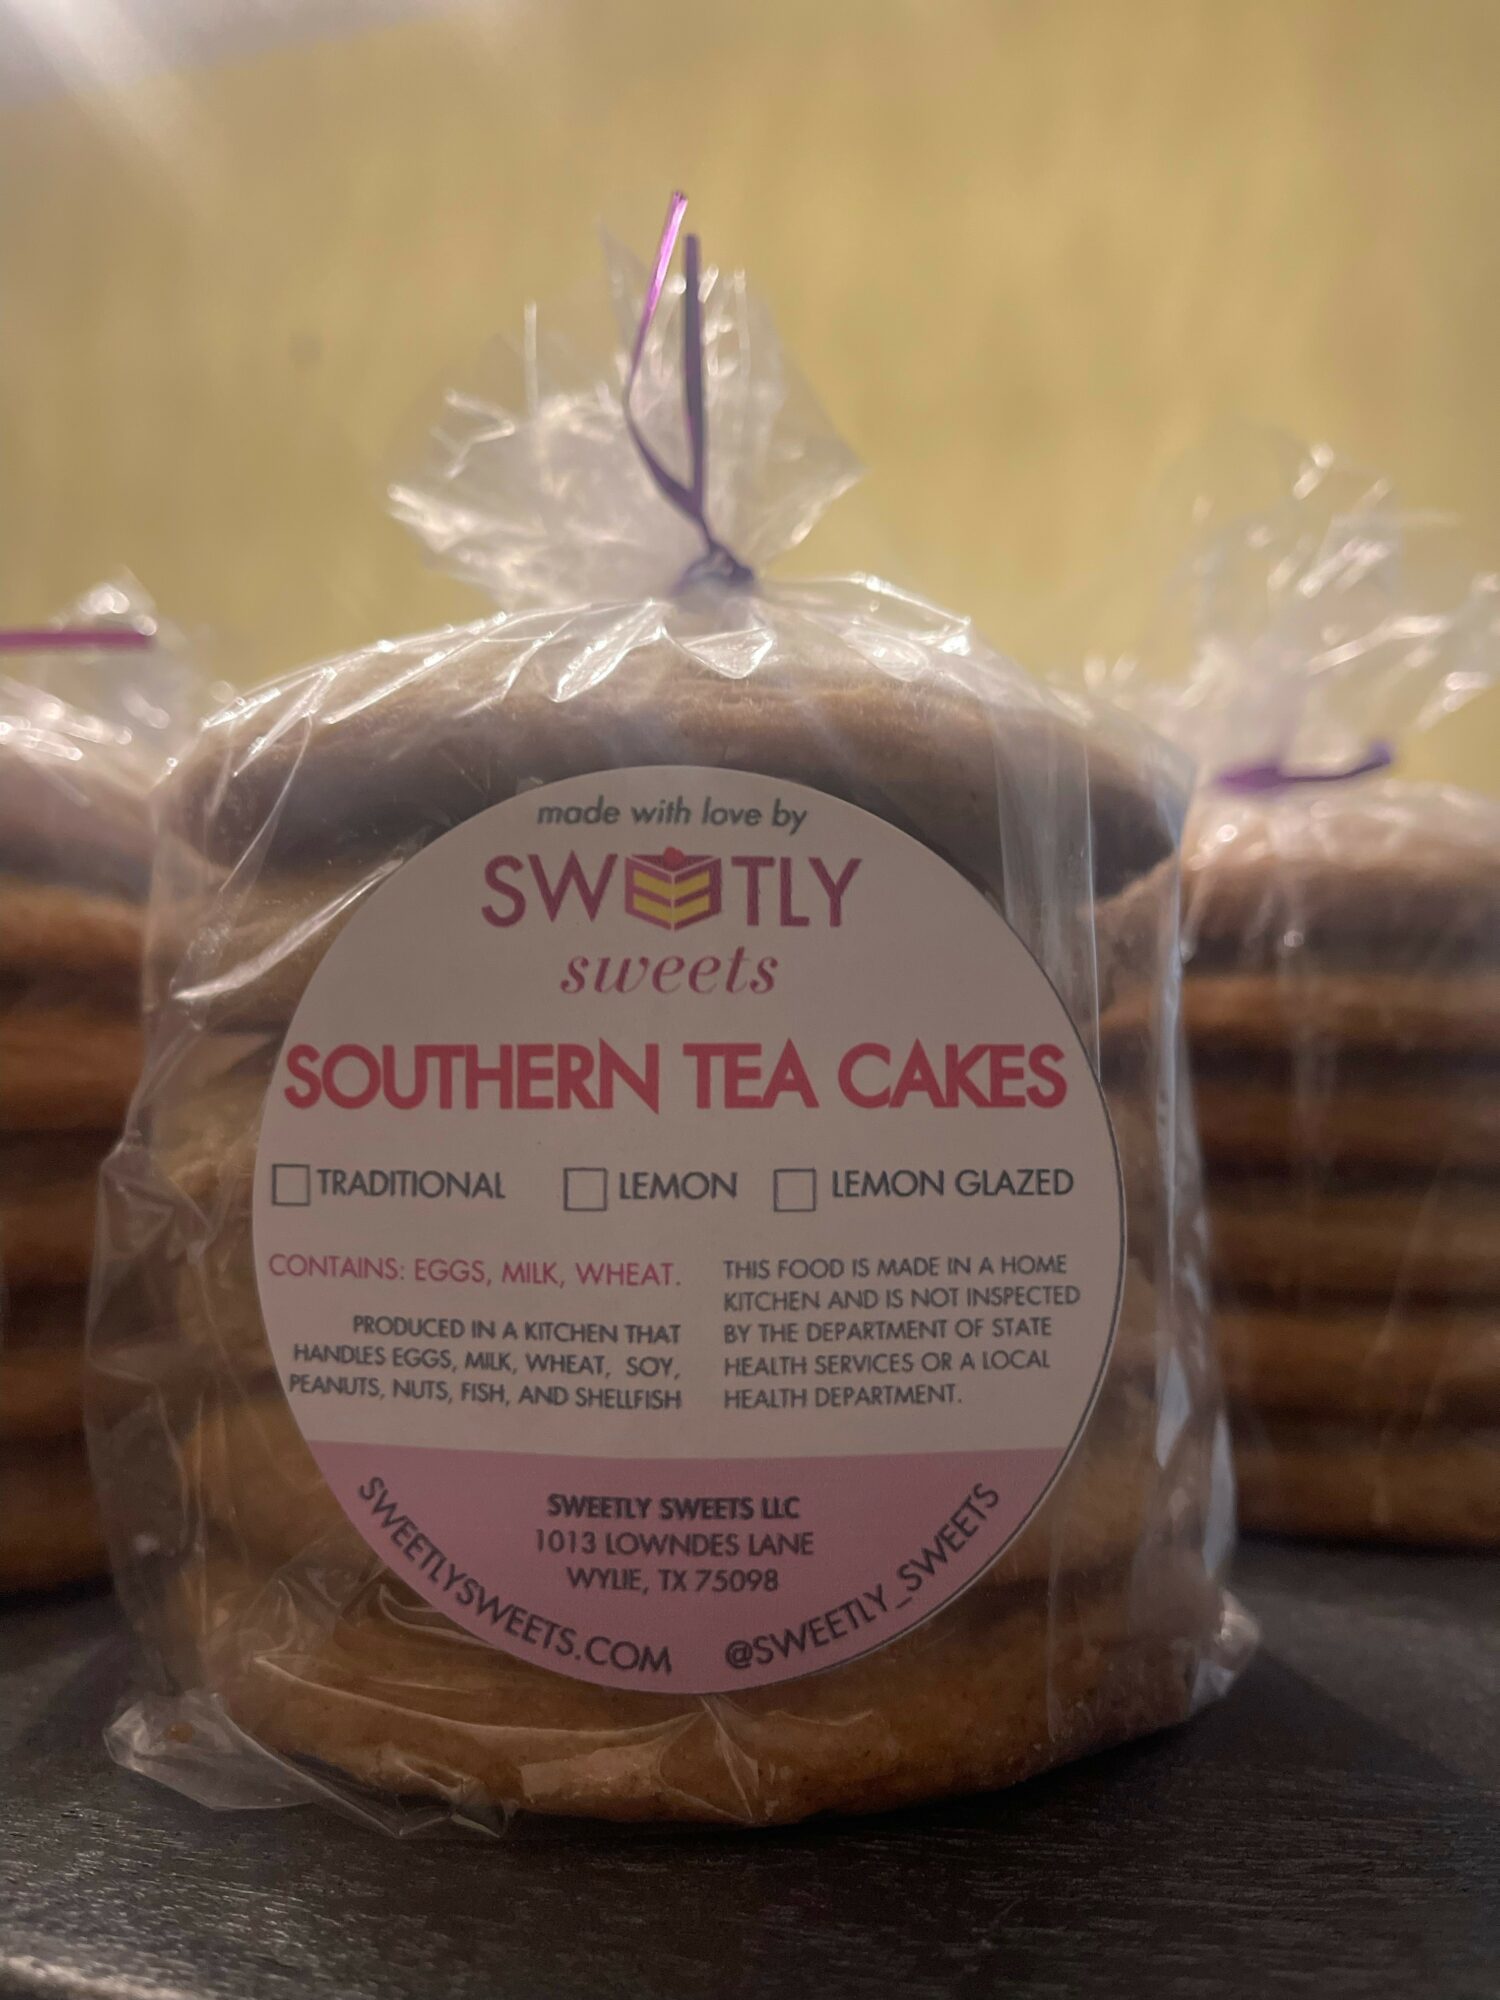 made with love by
SWEETLY
sweets
SOUTHERN TEA CAKES
TRADITIONAL LEMON LEMON GLAZED
CONTAINS: EGGS, MILK, WHEAT.
PRODUCED IN A KITCHEN THAT
HANDLES EGGS, MILK, WHEAT, SOY,
PEANUTS, NUTS, FISH, AND SHELLFISH
THIS FOOD IS MADE IN A HOME
KITCHEN AND IS NOT INSPECTED
BY THE DEPARTMENT OF STATE
HEALTH SERVICES OR A LOCAL
HEALTH DEPARTMENT.
SWEETLY SWEETS LLC
1013 LOWNDES LANE
WYLIE, TX 75098
SWEETLYSWEETS.COM
@SWEETLY_SWEETS